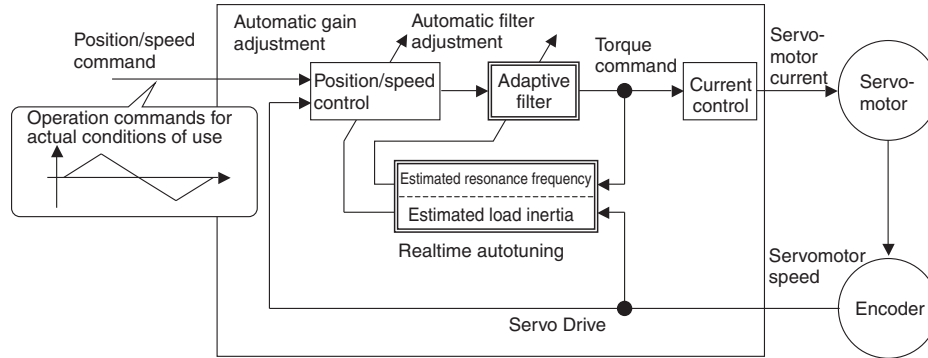 Position/speed
command
Automatic gain
adjustment
Automatic filter
adjustment
Torque
command
Servo-
motor
current
Position/speed
control
Adaptive
filter
Current
control
Servo-
motor
Operation commands for
actual conditions of use
Estimated resonance frequency
Estimated load inertia
Realtime autotuning
Servomotor
speed
Encoder
Servo Drive